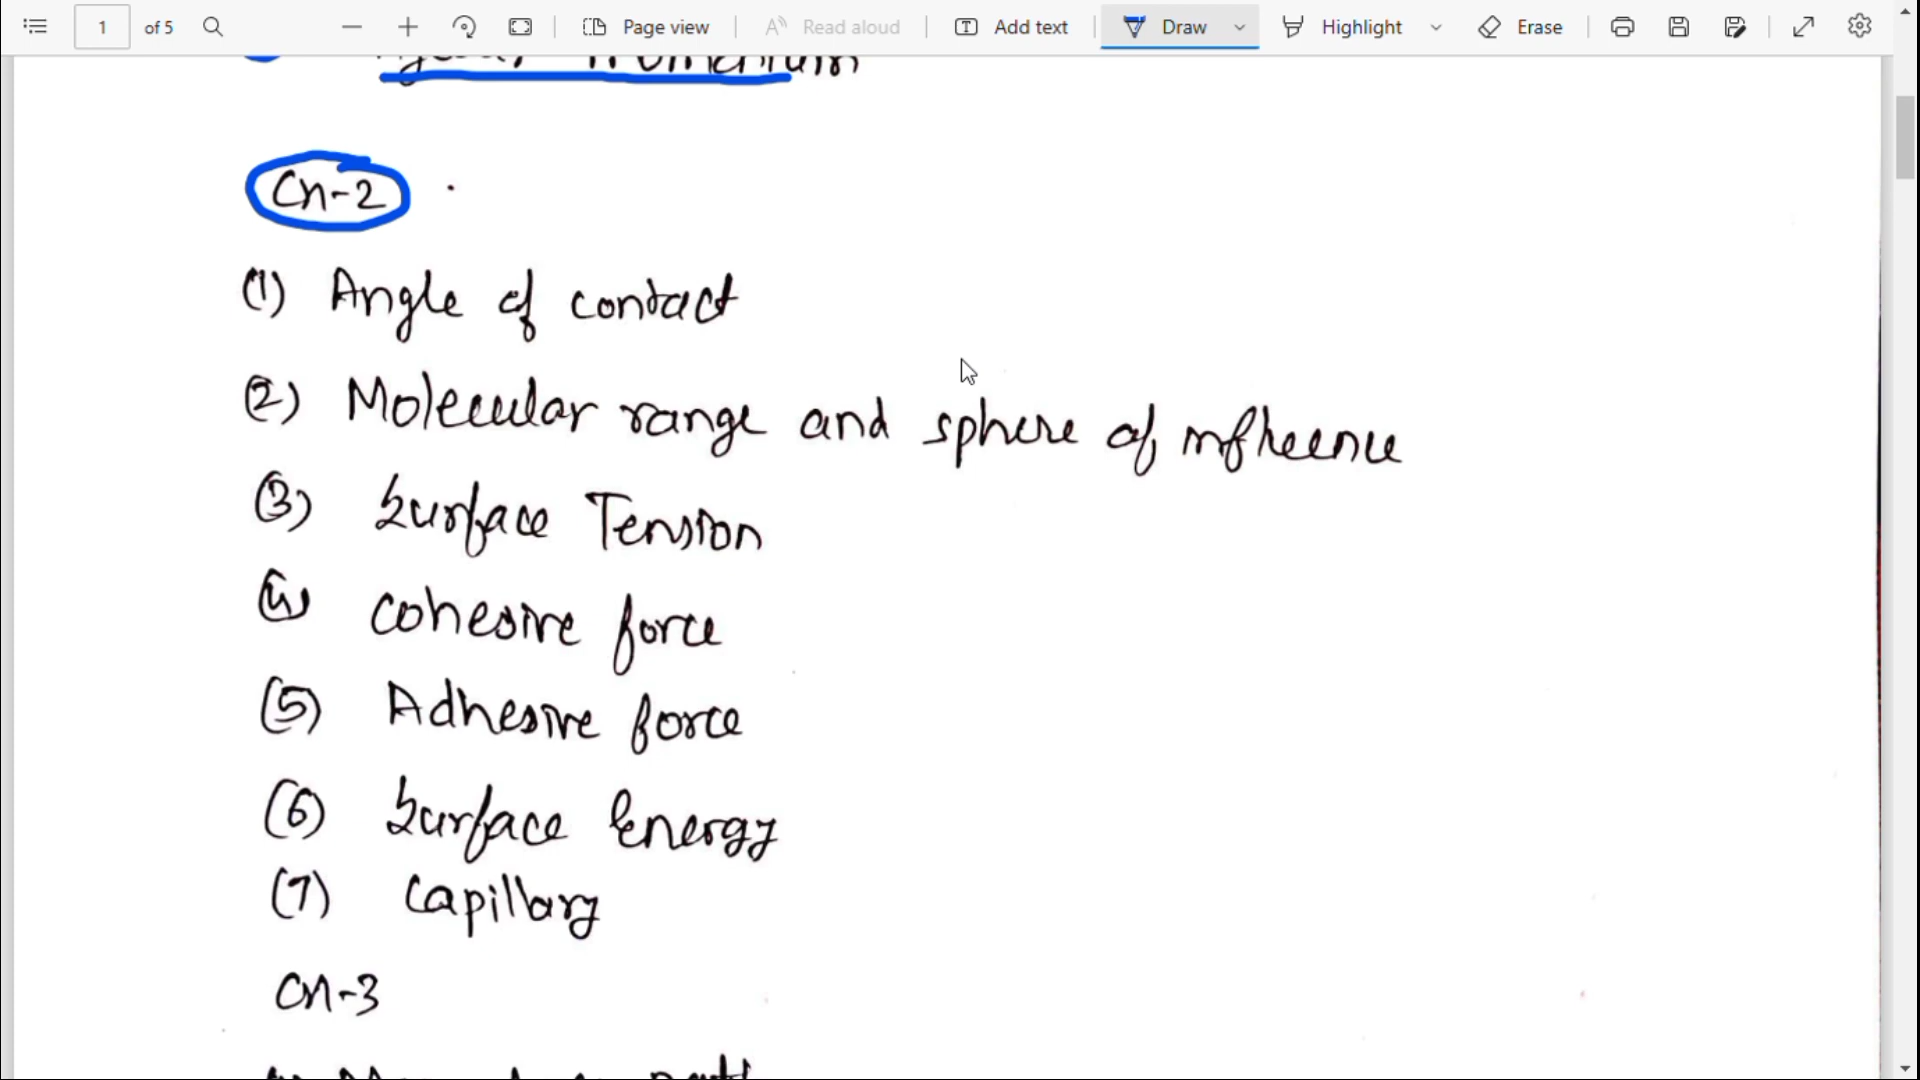 1 of 5 Page view Read aloud Add text Draw Highlight Erase
Ch-2
(1) Angle of contact
(2) Molecular range and sphere of influence
(3) Surface Tension
(4) Cohesive force
(5) Adhesive force
(6) Surface Energy
(7) Capillary
Ch-3